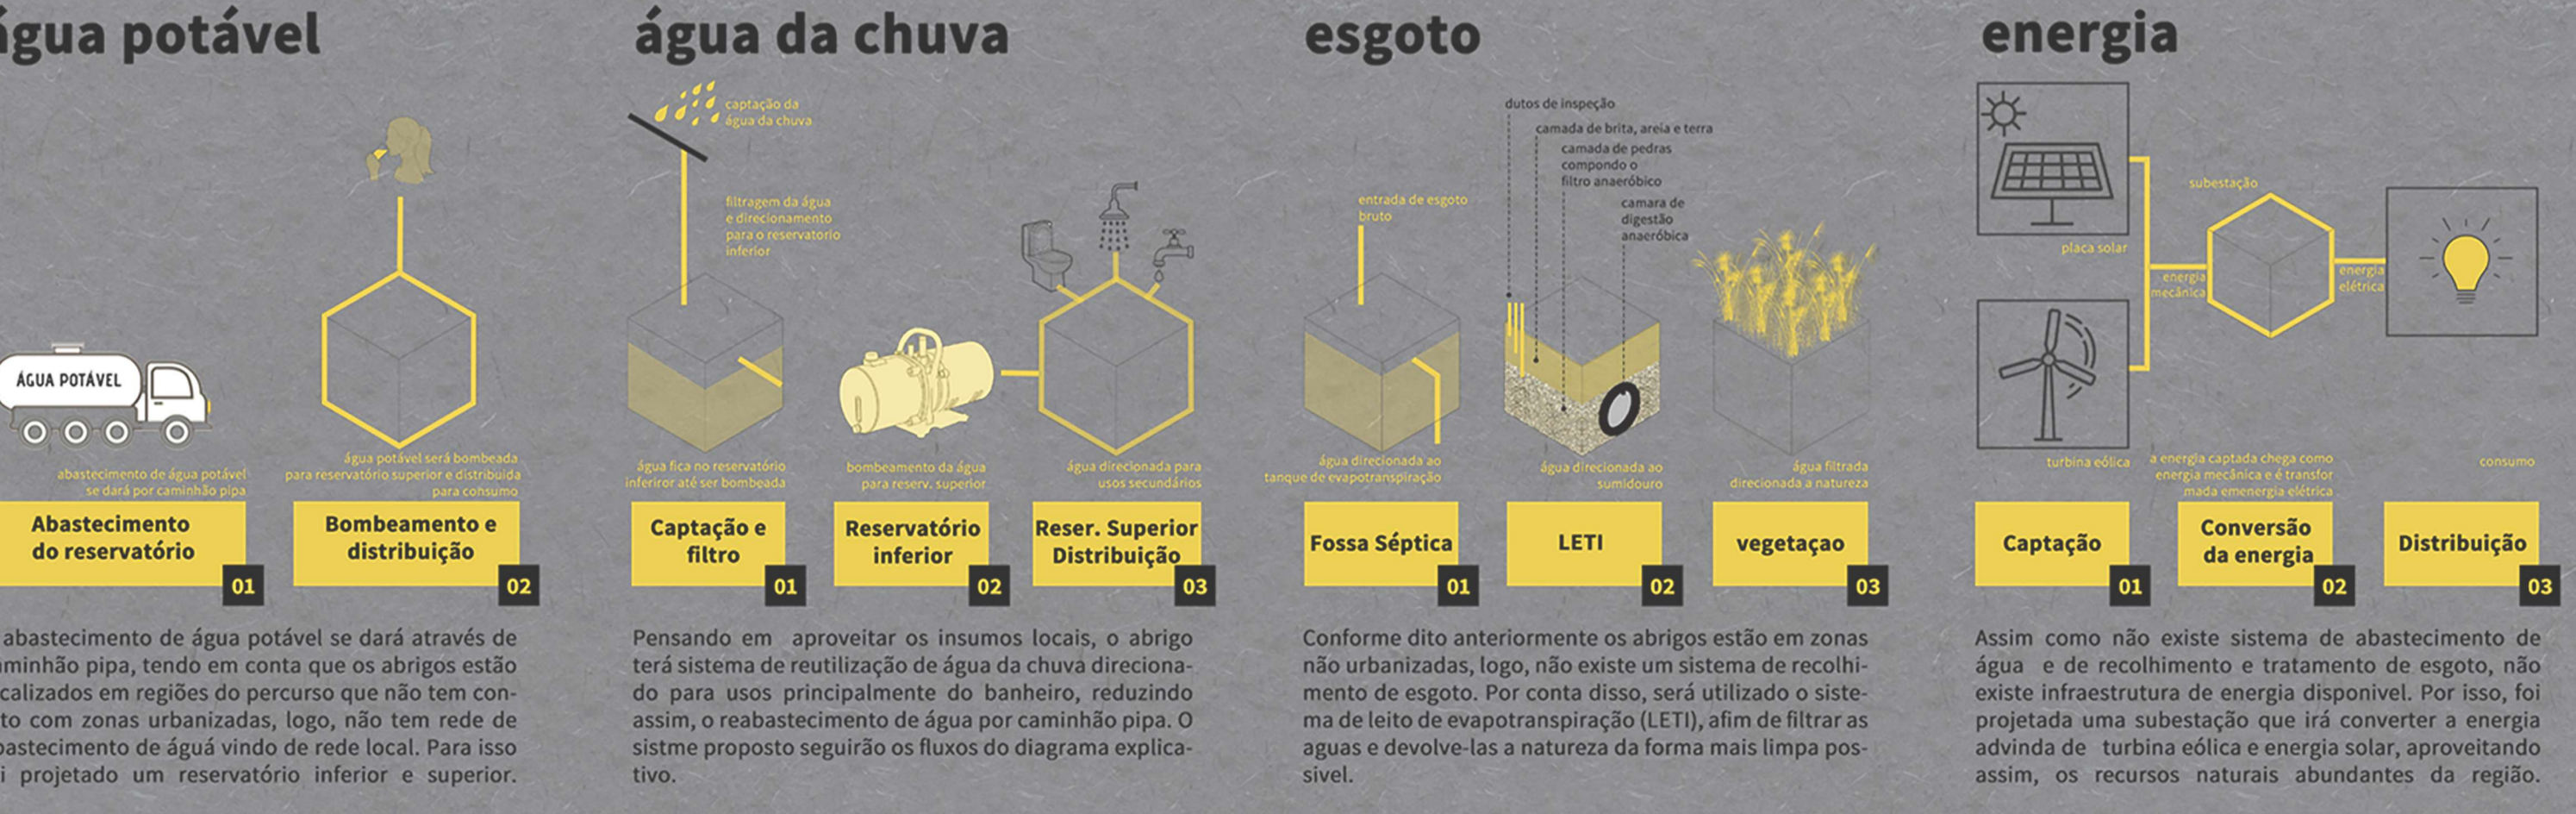 água potável
ÁGUA POTÁVEL
abastecimento de água potável
se dará por caminhão pipa
água potável será bombeada
para reservatório superior e distribuida
para consumo
Abastecimento
do reservatório
01
Bombeamento e
distribuição
02
abastecimento de água potável se dará através de
aminhão pipa, tendo em conta que os abrigos estão
calizados em regiões do percurso que não tem con-
to com zonas urbanizadas, logo, não tem rede de
bastecimento de águá vindo de rede local. Para isso
i projetado um reservatório inferior e superior.
água da chuva
captação da
água da chuva
filtragem da água
e direcionamento
para o reservatorio
inferior
água fica no reservatório
inferiror até ser bombeada
bombeamento da água
para reserv. superior
água direcionada para
usos secundários
Captação e
filtro
01
Reservatório
inferior
02
Reser. Superior
Distribuição
03
Pensando em aproveitar os insumos locais, o abrigo
terá sistema de reutilização de água da chuva direciona-
do para usos principalmente do banheiro, reduzindo
assim, o reabastecimento de água por caminhão pipa. O
sistme proposto seguirão os fluxos do diagrama explica-
tivo.
esgoto
entrada de esgoto
bruto
dutos de inspeção
camada de brita, areia e terra
camada de pedras
compondo o
filtro anaeróbico
camara de
digestão
anaeróbica
água direcionada ao
tanque de evapotranspiração
água direcionada ao
sumidouro
água filtrada
direcionada a natureza
Fossa Séptica
01
LETI
02
vegetaçao
03
Conforme dito anteriormente os abrigos estão em zonas
não urbanizadas, logo, não existe um sistema de recolhi-
mento de esgoto. Por conta disso, será utilizado o siste-
ma de leito de evapotranspiração (LETI), afim de filtrar as
aguas e devolve-las a natureza da forma mais limpa pos-
sivel.
energia
placa solar
subestação
energia
mecânica
energia
elétrica
turbina eólica
a energia captada chega como
energia mecânica e é transfor
mada emenergia elétrica
consumo
Captação
01
Conversão
da energia
02
Distribuição
03
Assim como não existe sistema de abastecimento de
água e de recolhimento e tratamento de esgoto, não
existe infraestrutura de energia disponivel. Por isso, foi
projetada uma subestação que irá converter a energia
advinda de turbina eólica e energia solar, aproveitando
assim, os recursos naturais abundantes da região.